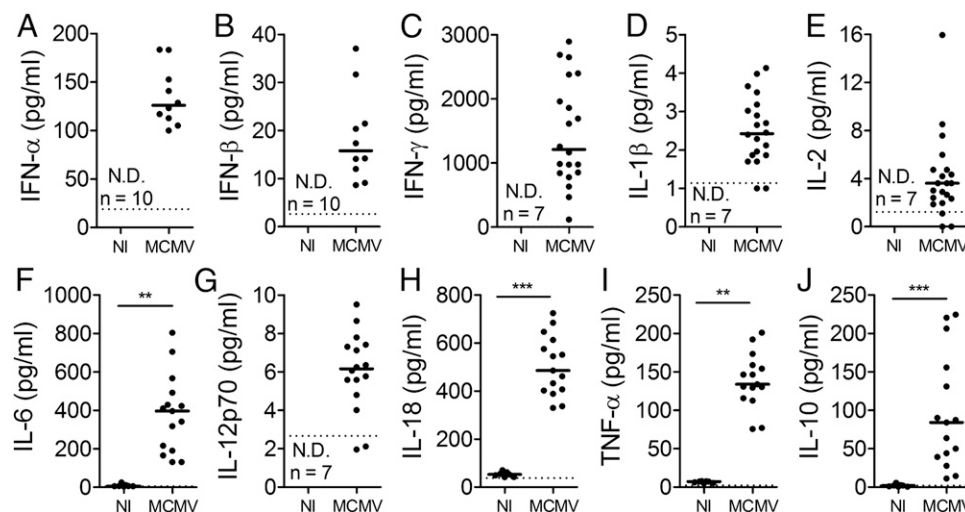 A
IFN-α (pg/ml)
200
150
100
50
0
N.D.
n = 10
NI MCMV
B
IFN-β (pg/ml)
40
30
20
10
0
N.D.
n = 10
NI MCMV
C
IFN-γ (pg/ml)
3000
2000
1000
0
N.D.
n = 7
NI MCMV
D
IL-1β (pg/ml)
5
4
3
2
1
0
N.D.
n = 7
NI MCMV
E
IL-2 (pg/ml)
16
12
8
4
0
N.D.
n = 7
NI MCMV
F
IL-6 (pg/ml)
1000
800
600
400
200
0
**
NI MCMV
G
IL-12p70 (pg/ml)
10
8
6
4
2
0
N.D.
n = 7
NI MCMV
H
IL-18 (pg/ml)
800
600
400
200
0
***
NI MCMV
I
TNF-α (pg/ml)
250
200
150
100
50
0
**
NI MCMV
J
IL-10 (pg/ml)
250
200
150
100
50
0
***
NI MCMV